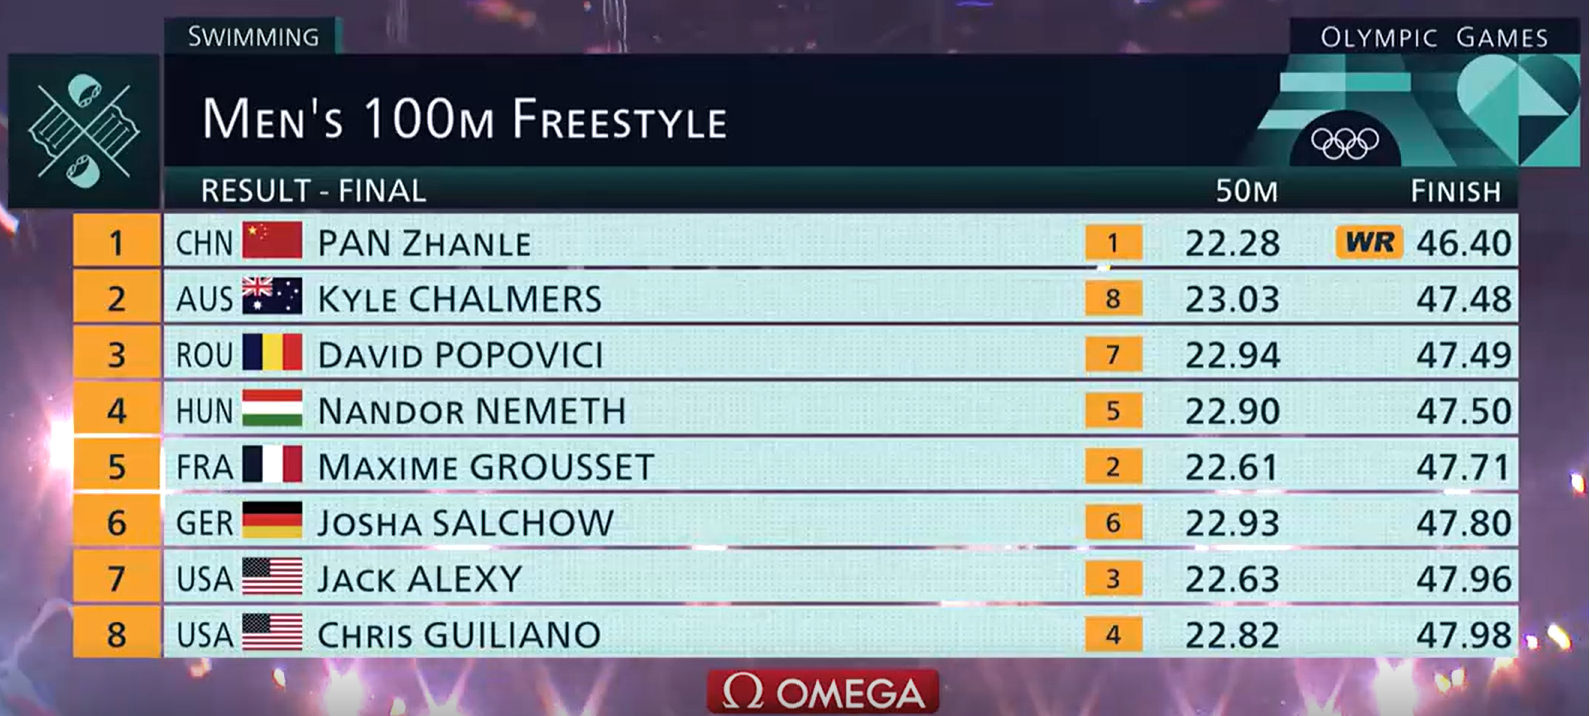 SWIMMING
OLYMPIC GAMES
MEN'S 100M FREESTYLE
RESULT - FINAL 50M FINISH
1 CHN PAN ZHANLE 1 22.28 WR 46.40
2 AUS KYLE CHALMERS 8 23.03 47.48
3 ROU DAVID POPOVICI 7 22.94 47.49
4 HUN NANDOR NEMETH 5 22.90 47.50
5 FRA MAXIME GROUSSET 2 22.61 47.71
6 GER JOSHA SALCHOW 6 22.93 47.80
7 USA JACK ALEXY 3 22.63 47.96
8 USA CHRIS GUILIANO 4 22.82 47.98
Ω OMEGA